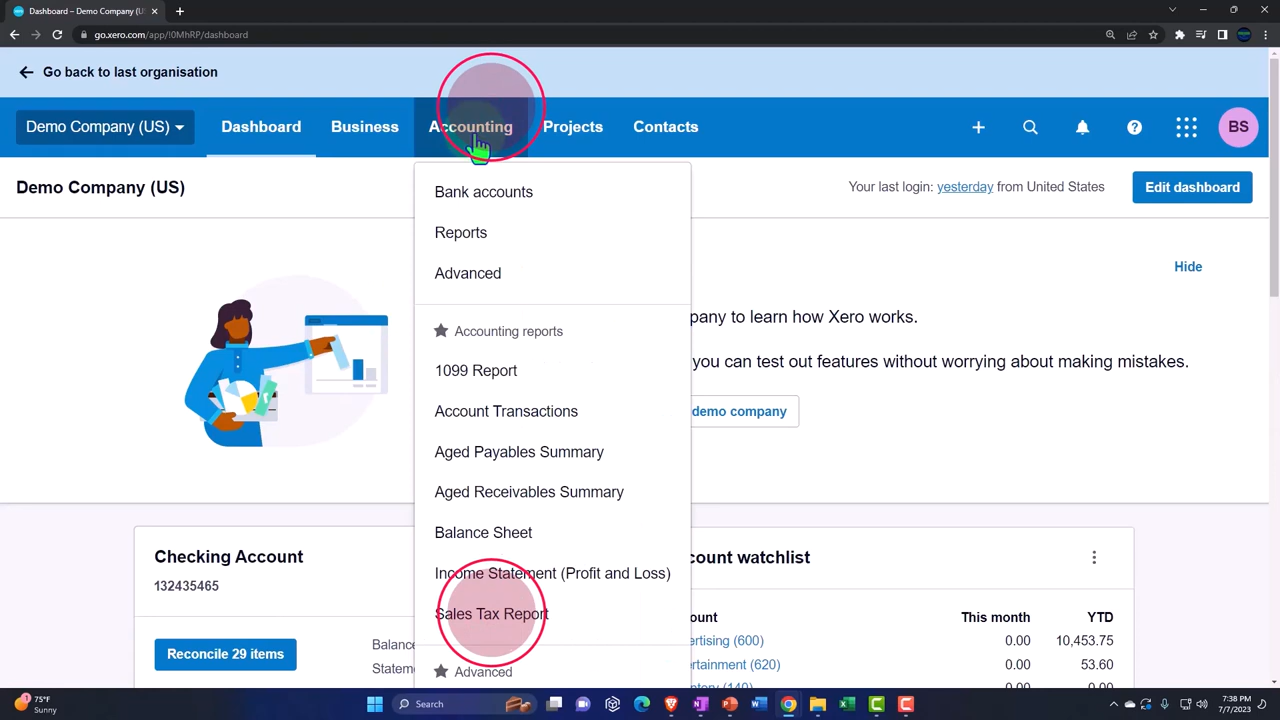 Dashboard – Demo Company (US)
go.xero.com/app/!0MhRP/dashboard
Go back to last organisation
Demo Company (US)
Dashboard
Business
Accounting
Projects
Contacts
BS
Demo Company (US)
Your last login: yesterday from United States
Edit dashboard
Bank accounts
Reports
Advanced
Hide
pany to learn how Xero works.
Accounting reports
you can test out features without worrying about making mistakes.
1099 Report
Account Transactions
demo company
Aged Payables Summary
Aged Receivables Summary
Balance Sheet
Income Statement (Profit and Loss)
Sales Tax Report
Advanced
Checking Account
132435465
Reconcile 29 items
Balance
Statem
count watchlist
ount This month YTD
ertising (600) 0.00 10,453.75
ertainment (620) 0.00 53.60
ntory (140)
75°F
Sunny
Search
7:38 PM
7/7/2023